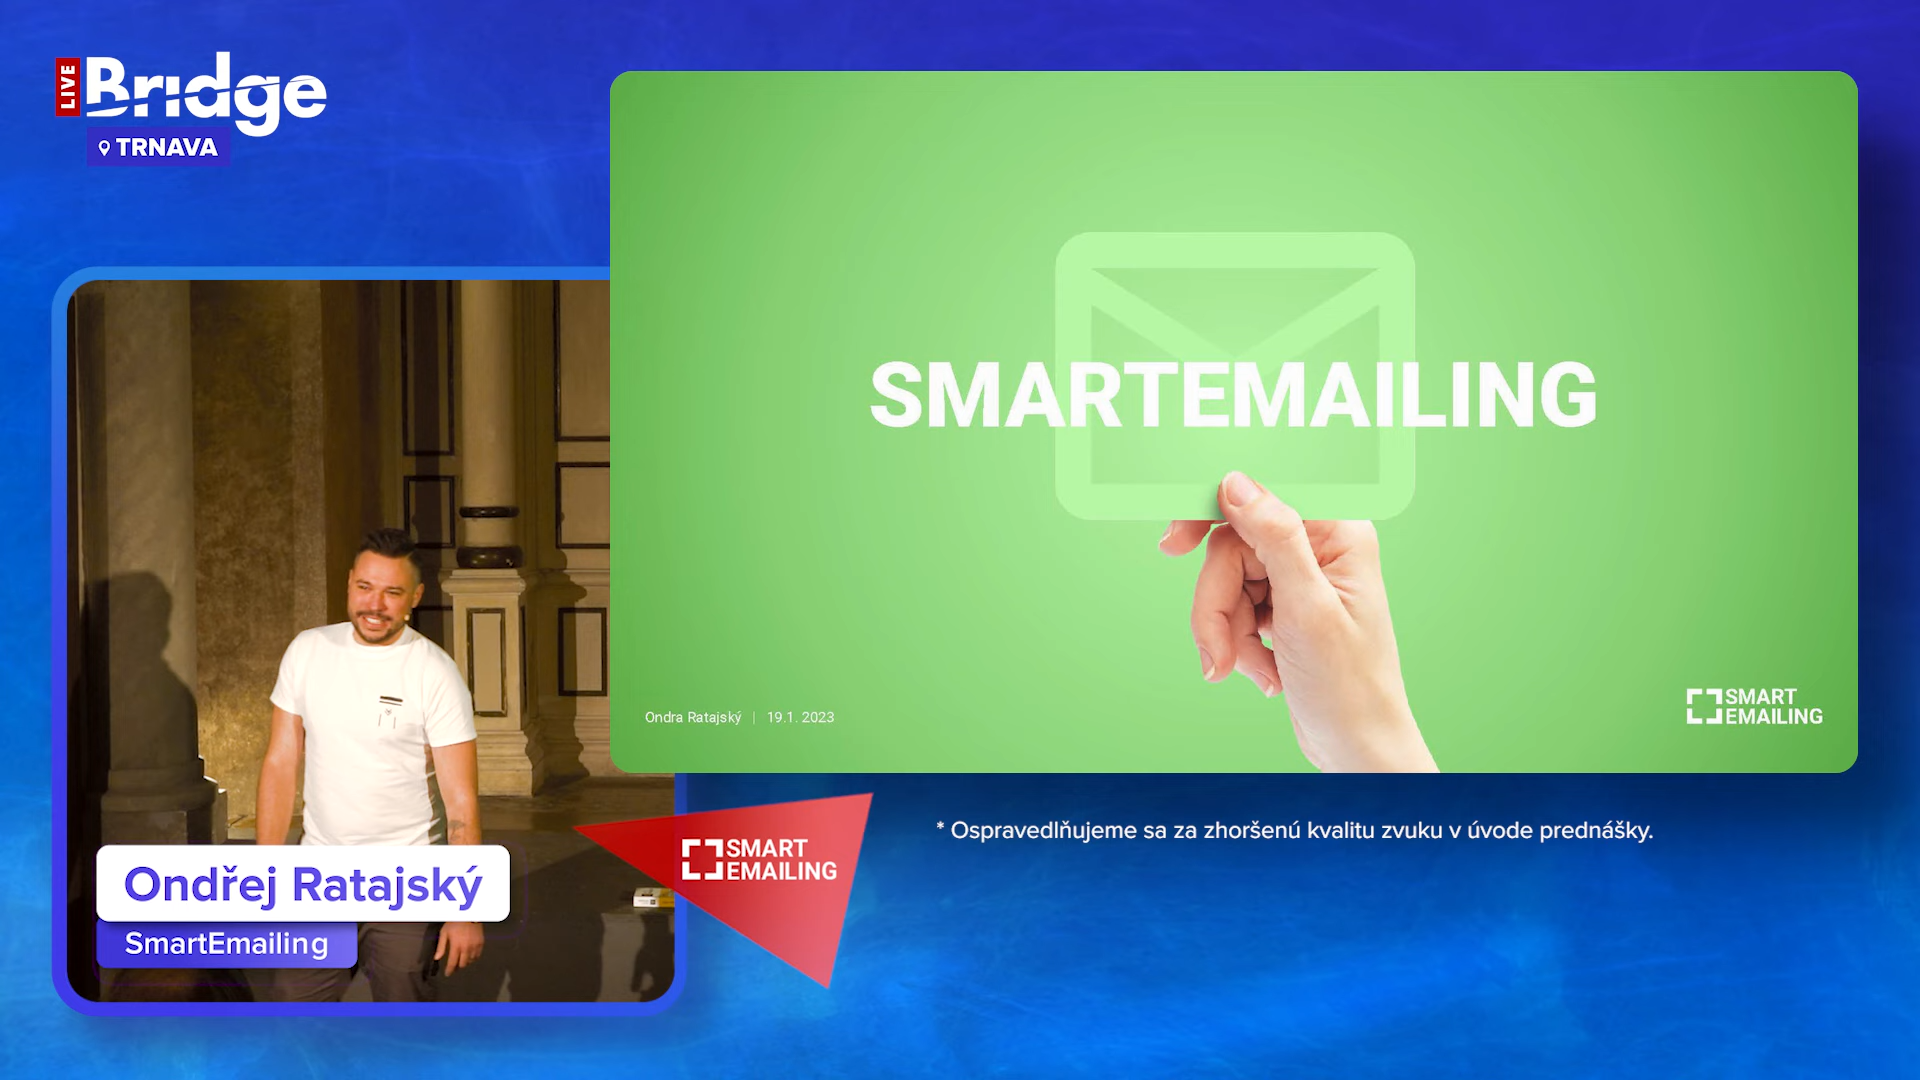 LIVE
Bridge
TRNAVA
SMARTEMAILING
Ondra Ratajský | 19.1. 2023
SMART
EMAILING
SMART
EMAILING
* Ospravedlňujeme sa za zhoršenú kvalitu zvuku v úvode prednášky.
Ondřej Ratajský
SmartEmailing